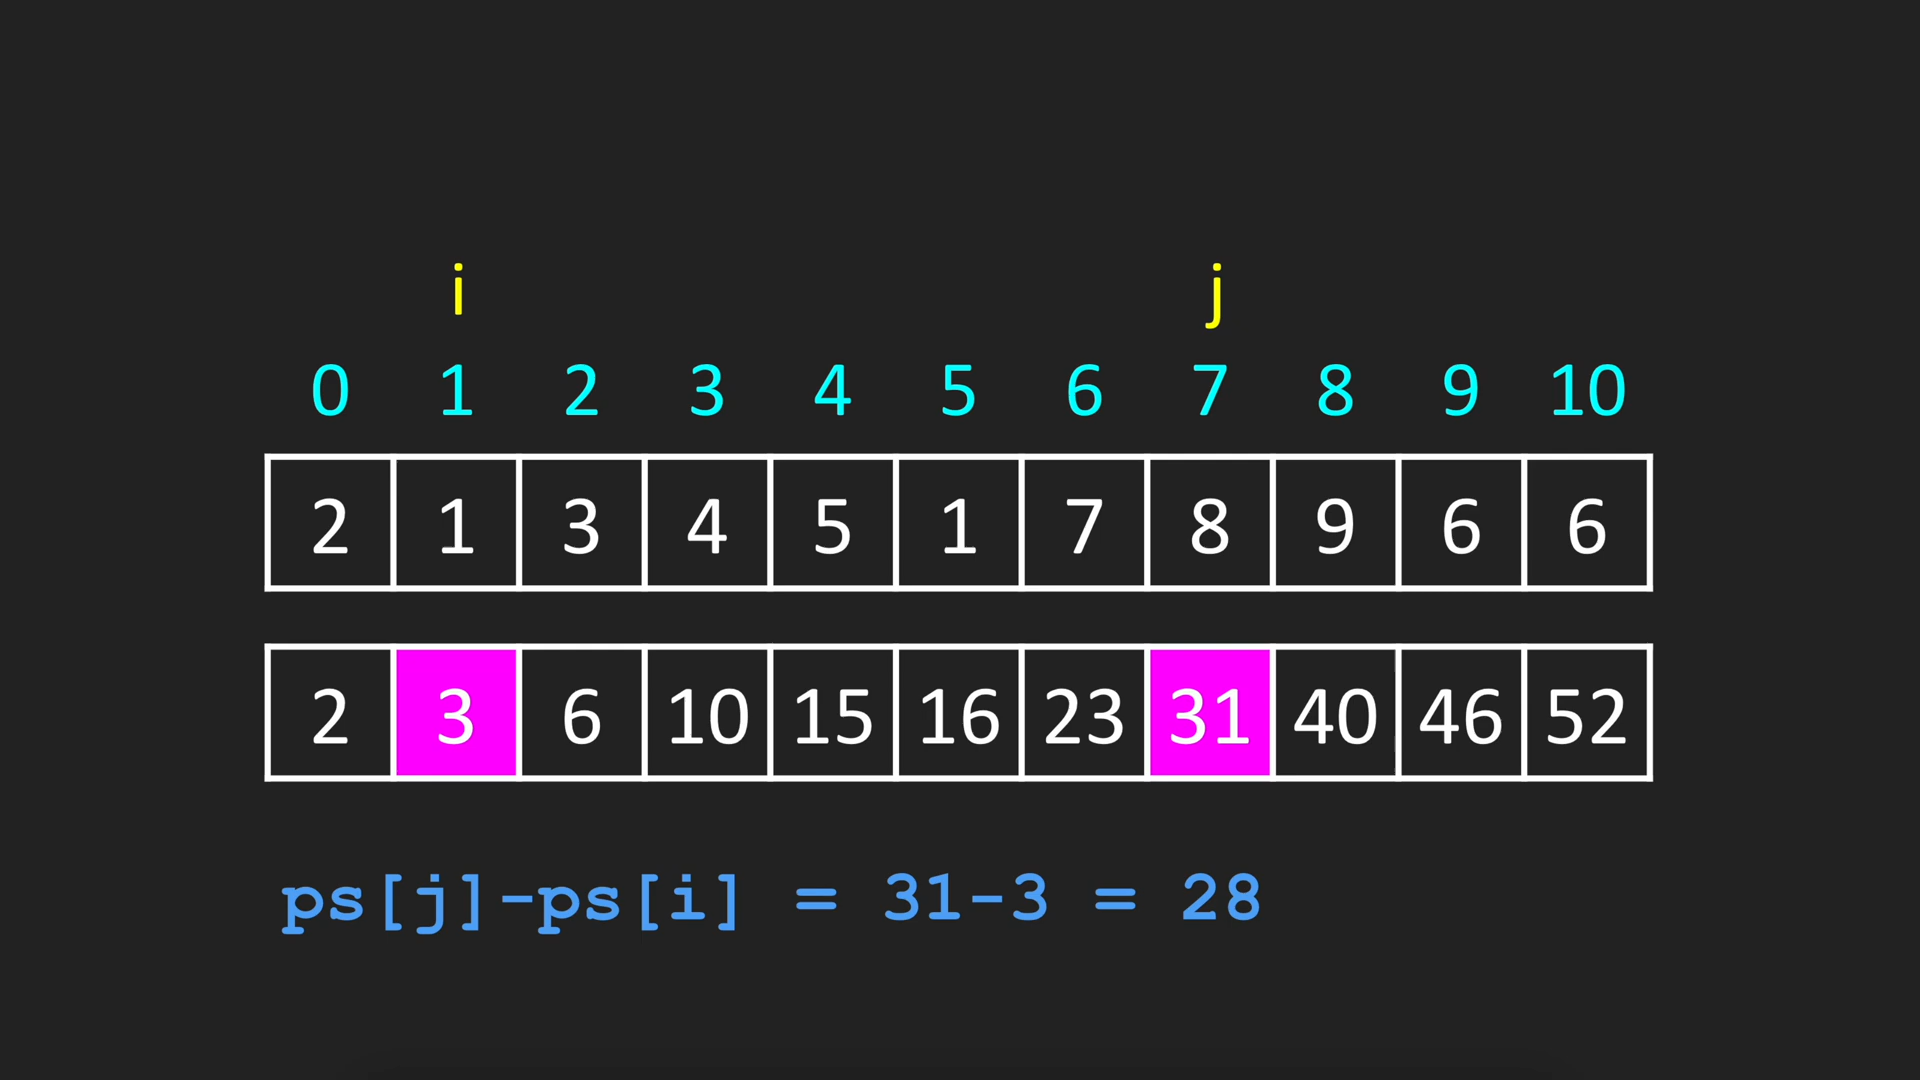 i j
0 1 2 3 4 5 6 7 8 9 10
2 1 3 4 5 1 7 8 9 6 6
2 3 6 10 15 16 23 31 40 46 52
ps[j]-ps[i] = 31-3 = 28